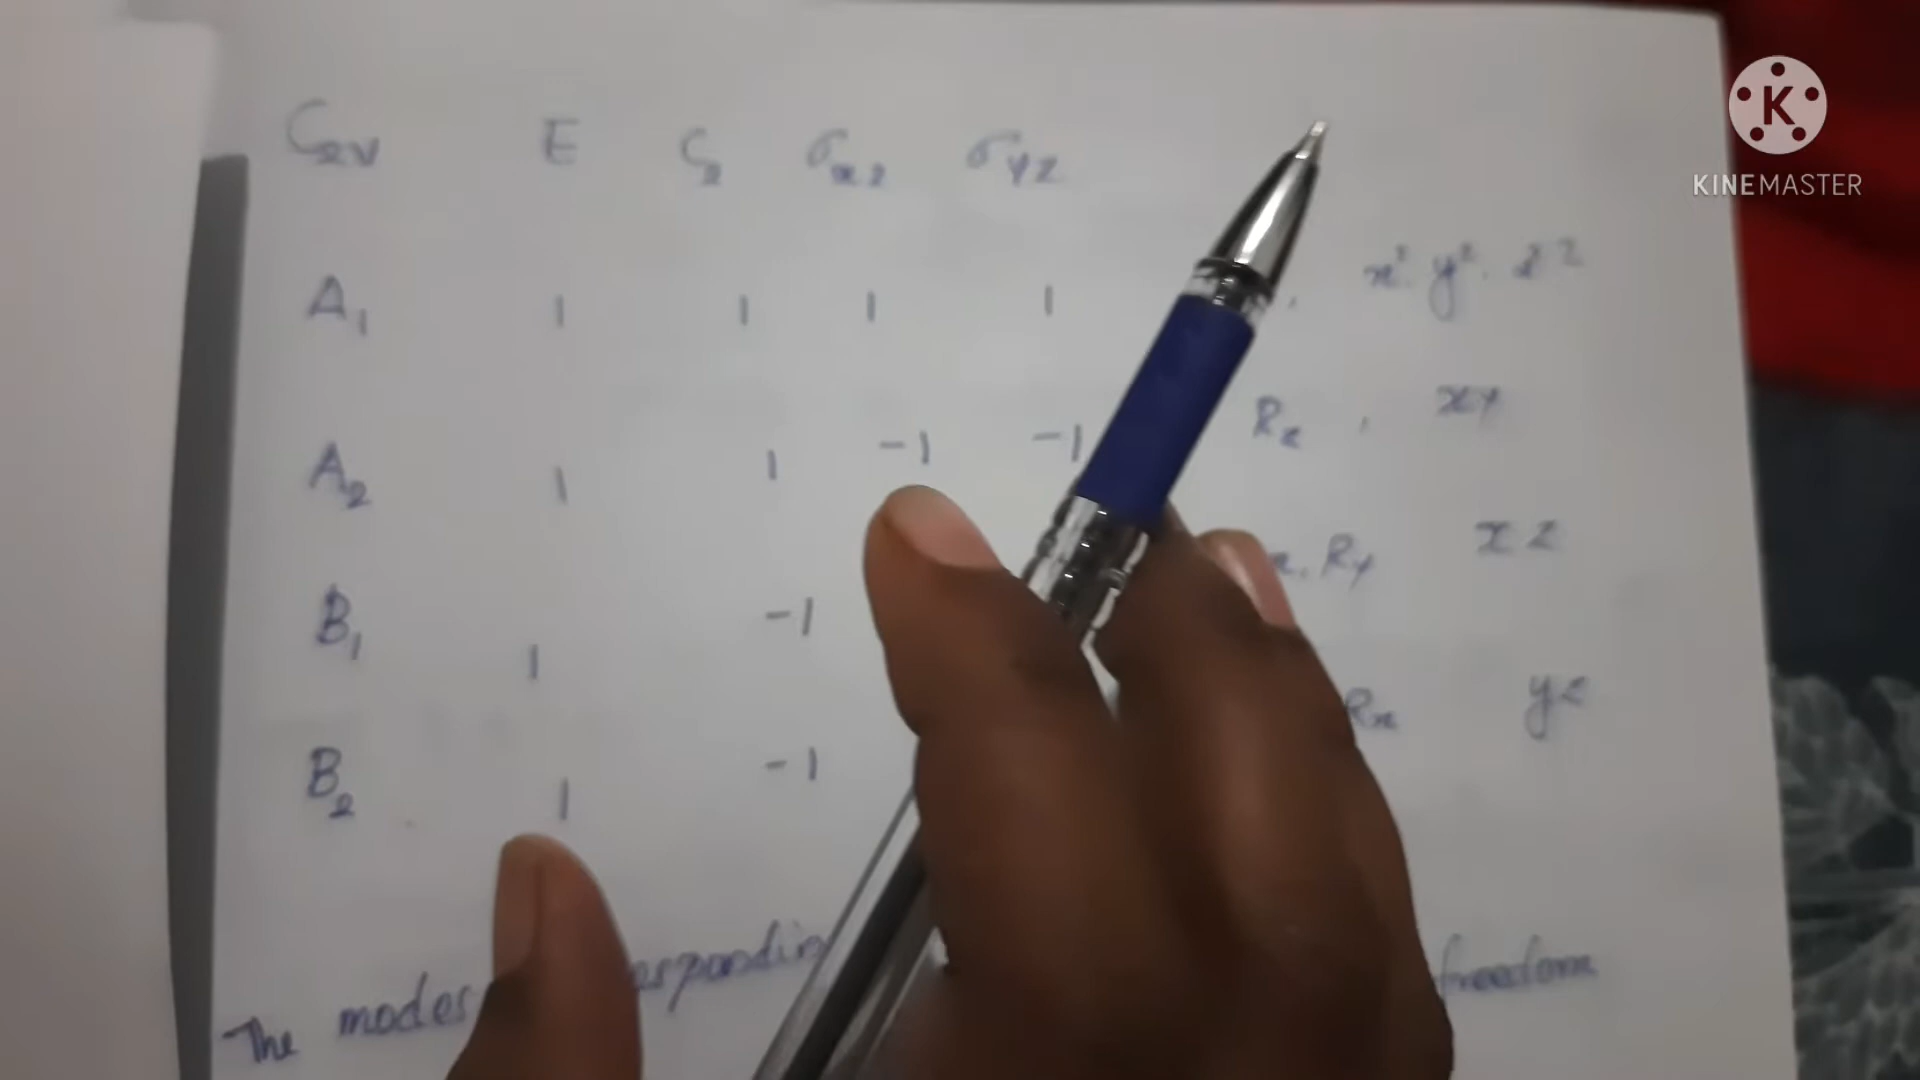 C₂ᵥ E C₂ σxz σyz
A₁ 1 1 1 1 , x², y², z²
A₂ 1 1 -1 -1 Rz , xy
B₁ 1 -1 x, Ry xz
B₂ 1 -1 Rx yz
The modes freedom
K
KINEMASTER